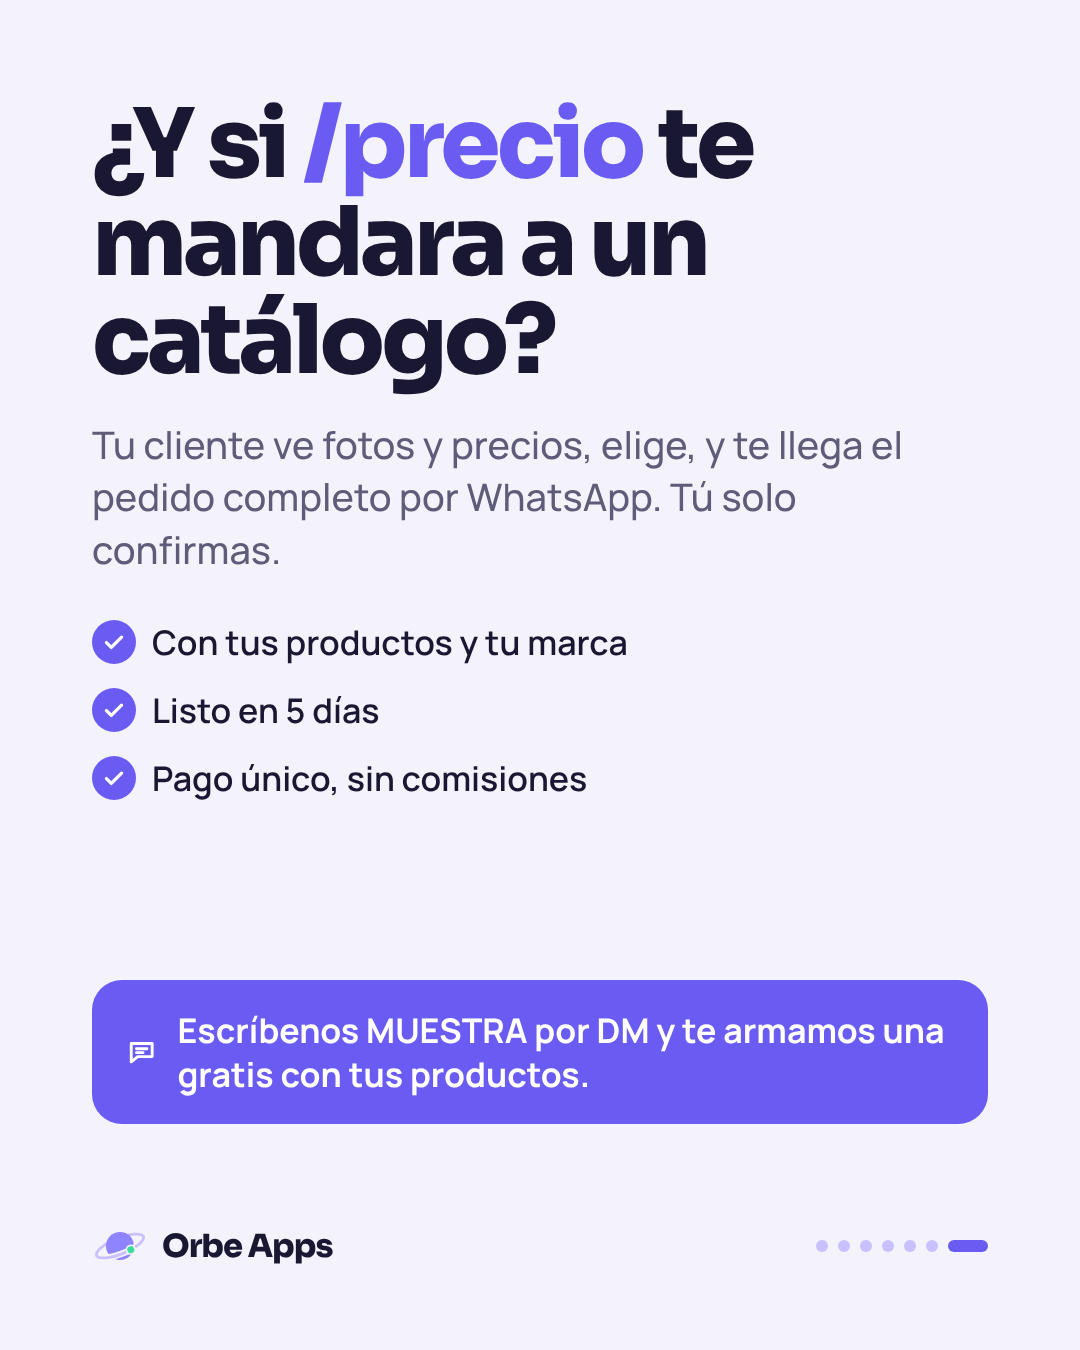 ¿Y si /precio te
mandara a un
catálogo?
Tu cliente ve fotos y precios, elige, y te llega el
pedido completo por WhatsApp. Tú solo
confirmas.
Con tus productos y tu marca
Listo en 5 días
Pago único, sin comisiones
Escríbenos MUESTRA por DM y te armamos una
gratis con tus productos.
Orbe Apps